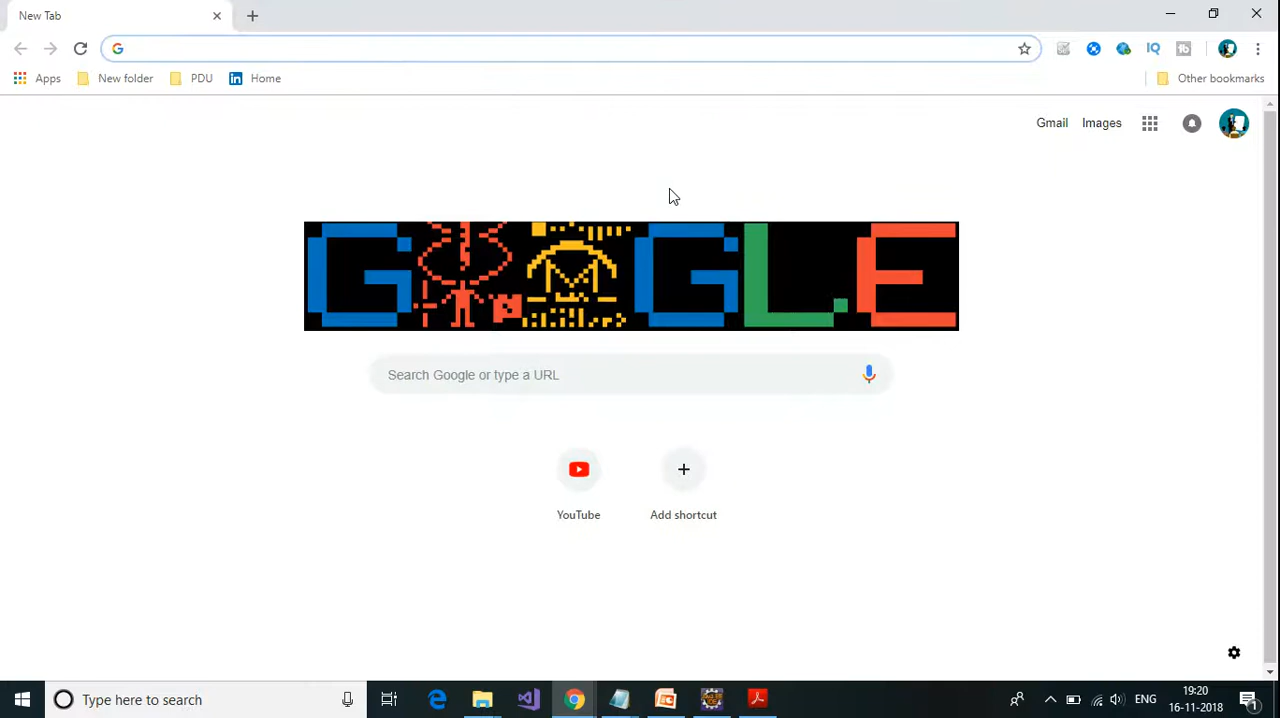 New Tab
Apps New folder PDU Home Other bookmarks
Gmail Images
GOOGLE
Search Google or type a URL
YouTube Add shortcut
Type here to search
ENG
19:20
16-11-2018
1